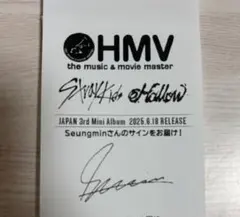 HMV
the music & movie master
Stray Kids Hollow
JAPAN 3rd Mini Album 2025.6.18 RELEASE
Seungminさんのサインをお届け!